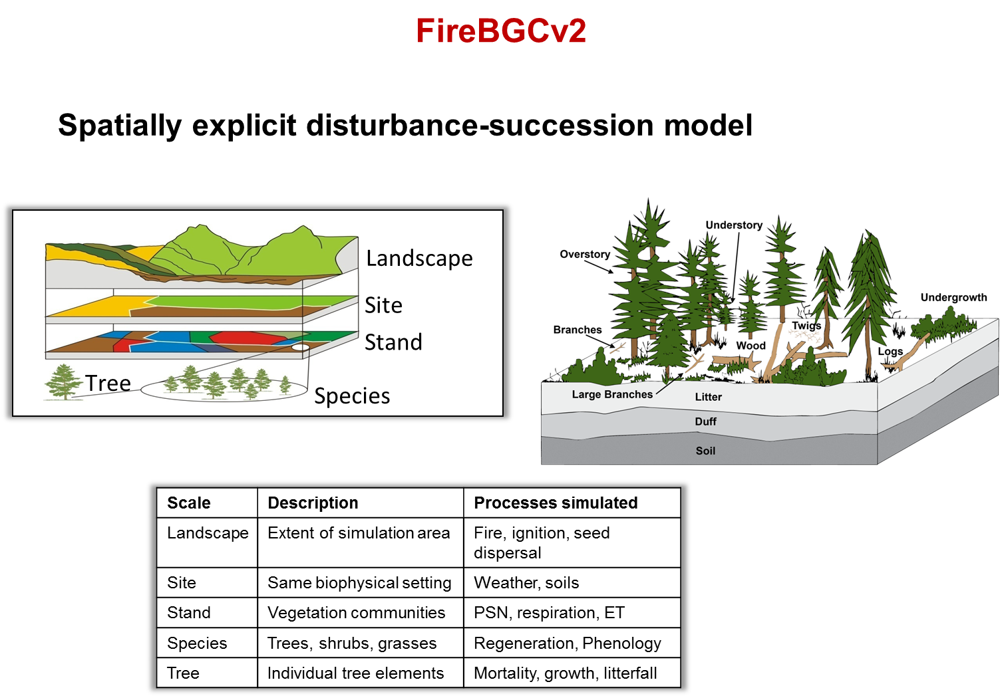 FireBGCv2
Spatially explicit disturbance-succession model
Landscape
Site
Stand
Tree
Species
Understory
Overstory
Undergrowth
Branches
Twigs
Wood
Logs
Large Branches
Litter
Duff
Soil
Scale Description Processes simulated
Landscape Extent of simulation area Fire, ignition, seed
dispersal
Site Same biophysical setting Weather, soils
Stand Vegetation communities PSN, respiration, ET
Species Trees, shrubs, grasses Regeneration, Phenology
Tree Individual tree elements Mortality, growth, litterfall